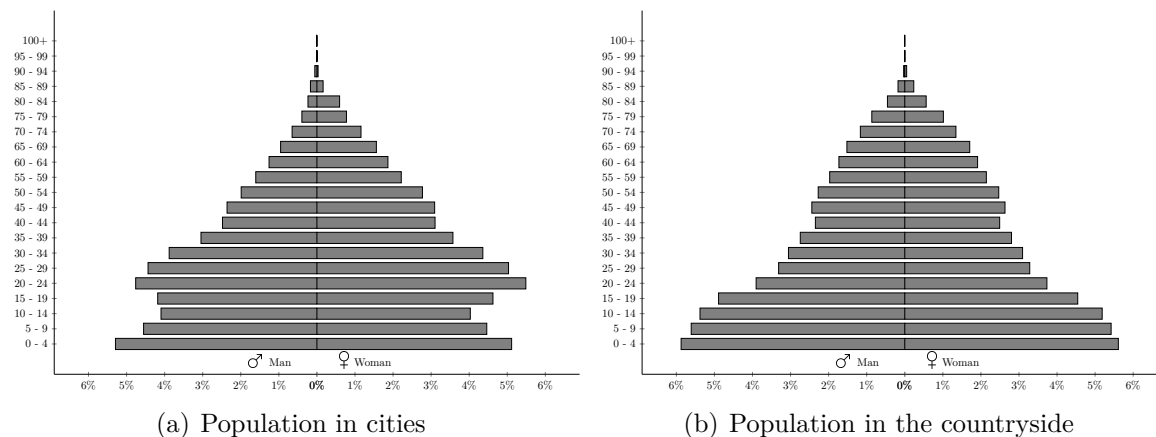 100+
95 - 99
90 - 94
85 - 89
80 - 84
75 - 79
70 - 74
65 - 69
60 - 64
55 - 59
50 - 54
45 - 49
40 - 44
35 - 39
30 - 34
25 - 29
20 - 24
15 - 19
10 - 14
5 - 9
0 - 4
♂ Man ♀ Woman
6% 5% 4% 3% 2% 1% 0% 1% 2% 3% 4% 5% 6%
(a) Population in cities
100+
95 - 99
90 - 94
85 - 89
80 - 84
75 - 79
70 - 74
65 - 69
60 - 64
55 - 59
50 - 54
45 - 49
40 - 44
35 - 39
30 - 34
25 - 29
20 - 24
15 - 19
10 - 14
5 - 9
0 - 4
♂ Man ♀ Woman
6% 5% 4% 3% 2% 1% 0% 1% 2% 3% 4% 5% 6%
(b) Population in the countryside